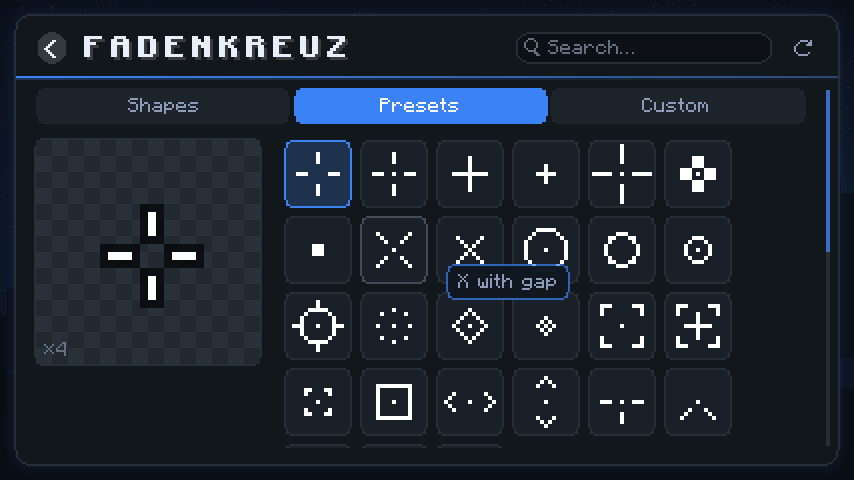 FADENKREUZ
Search...
Shapes
Presets
Custom
X with gap
x4